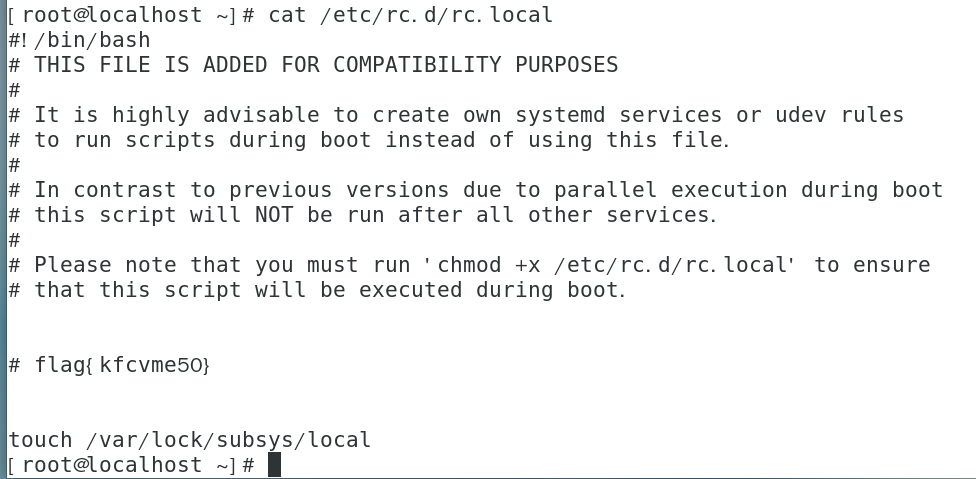 [root@localhost ~]# cat /etc/rc.d/rc.local
#!/bin/bash
# THIS FILE IS ADDED FOR COMPATIBILITY PURPOSES
#
# It is highly advisable to create own systemd services or udev rules
# to run scripts during boot instead of using this file.
#
# In contrast to previous versions due to parallel execution during boot
# this script will NOT be run after all other services.
#
# Please note that you must run 'chmod +x /etc/rc.d/rc.local' to ensure
# that this script will be executed during boot.
# flag{kfcvme50}
touch /var/lock/subsys/local
[root@localhost ~]#